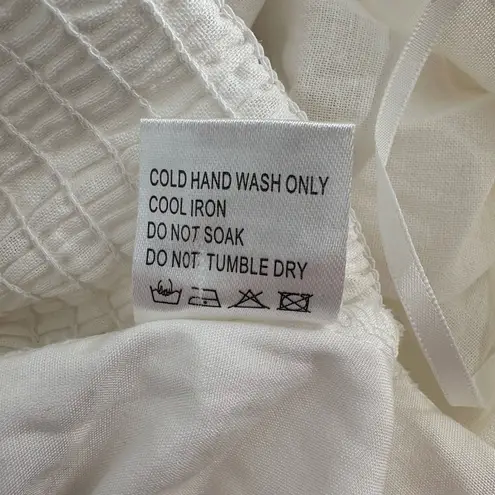 COLD HAND WASH ONLY
COOL IRON
DO NOT SOAK
DO NOT TUMBLE DRY